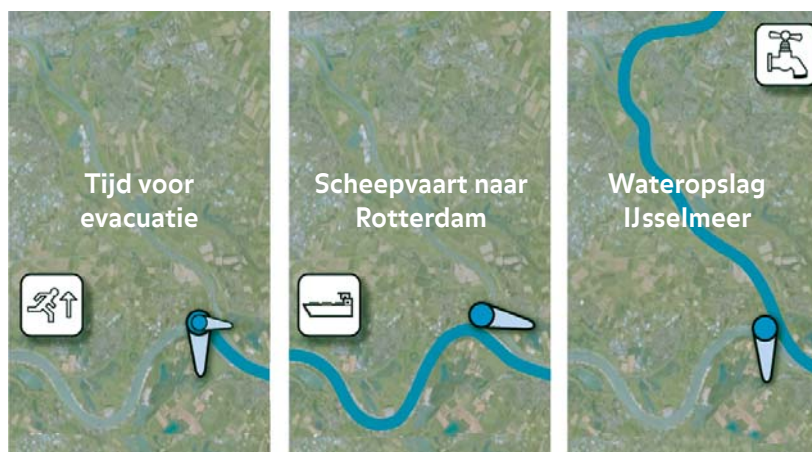 Tijd voor
evacuatie
Scheepvaart naar
Rotterdam
Wateropslag
IJsselmeer